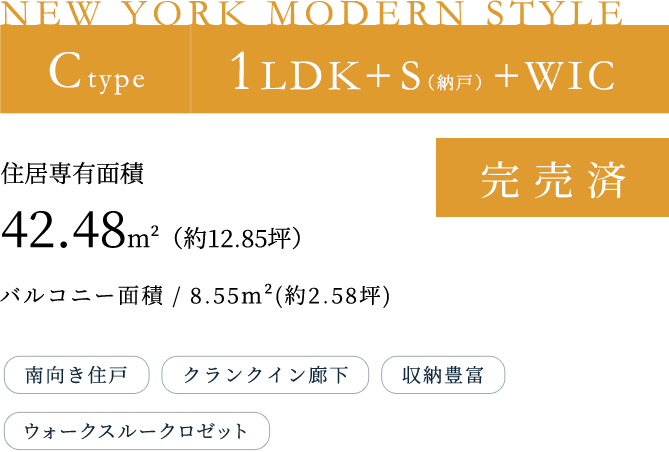 NEW YORK MODERN STYLE
C type 1LDK+S（納戸）+WIC
完売済
住居専有面積
42.48m²（約12.85坪）
バルコニー面積 / 8.55m²(約2.58坪)
南向き住戸 クランクイン廊下 収納豊富
ウォークスルークロゼット